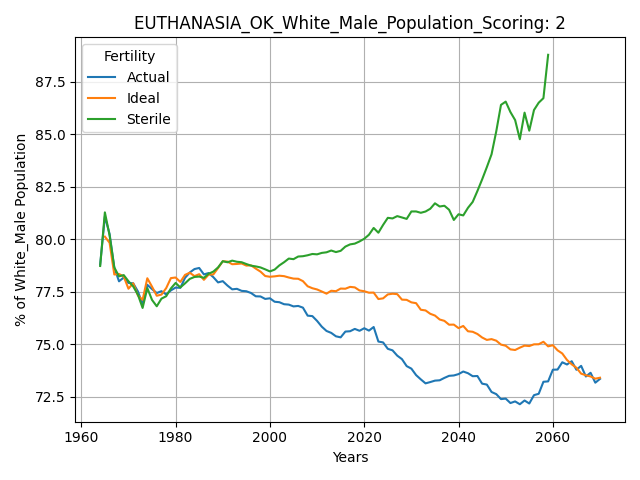 EUTHANASIA_OK_White_Male_Population_Scoring: 2
Fertility
Actual
Ideal
Sterile
% of White_Male Population
87.5
85.0
82.5
80.0
77.5
75.0
72.5
1960
1980
2000
2020
2040
2060
Years